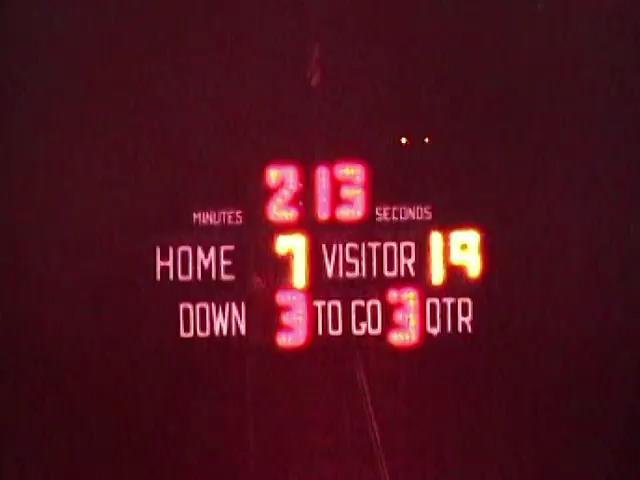 MINUTES 2 13 SECONDS
HOME 7 VISITOR 19
DOWN 3 TO GO 3 QTR